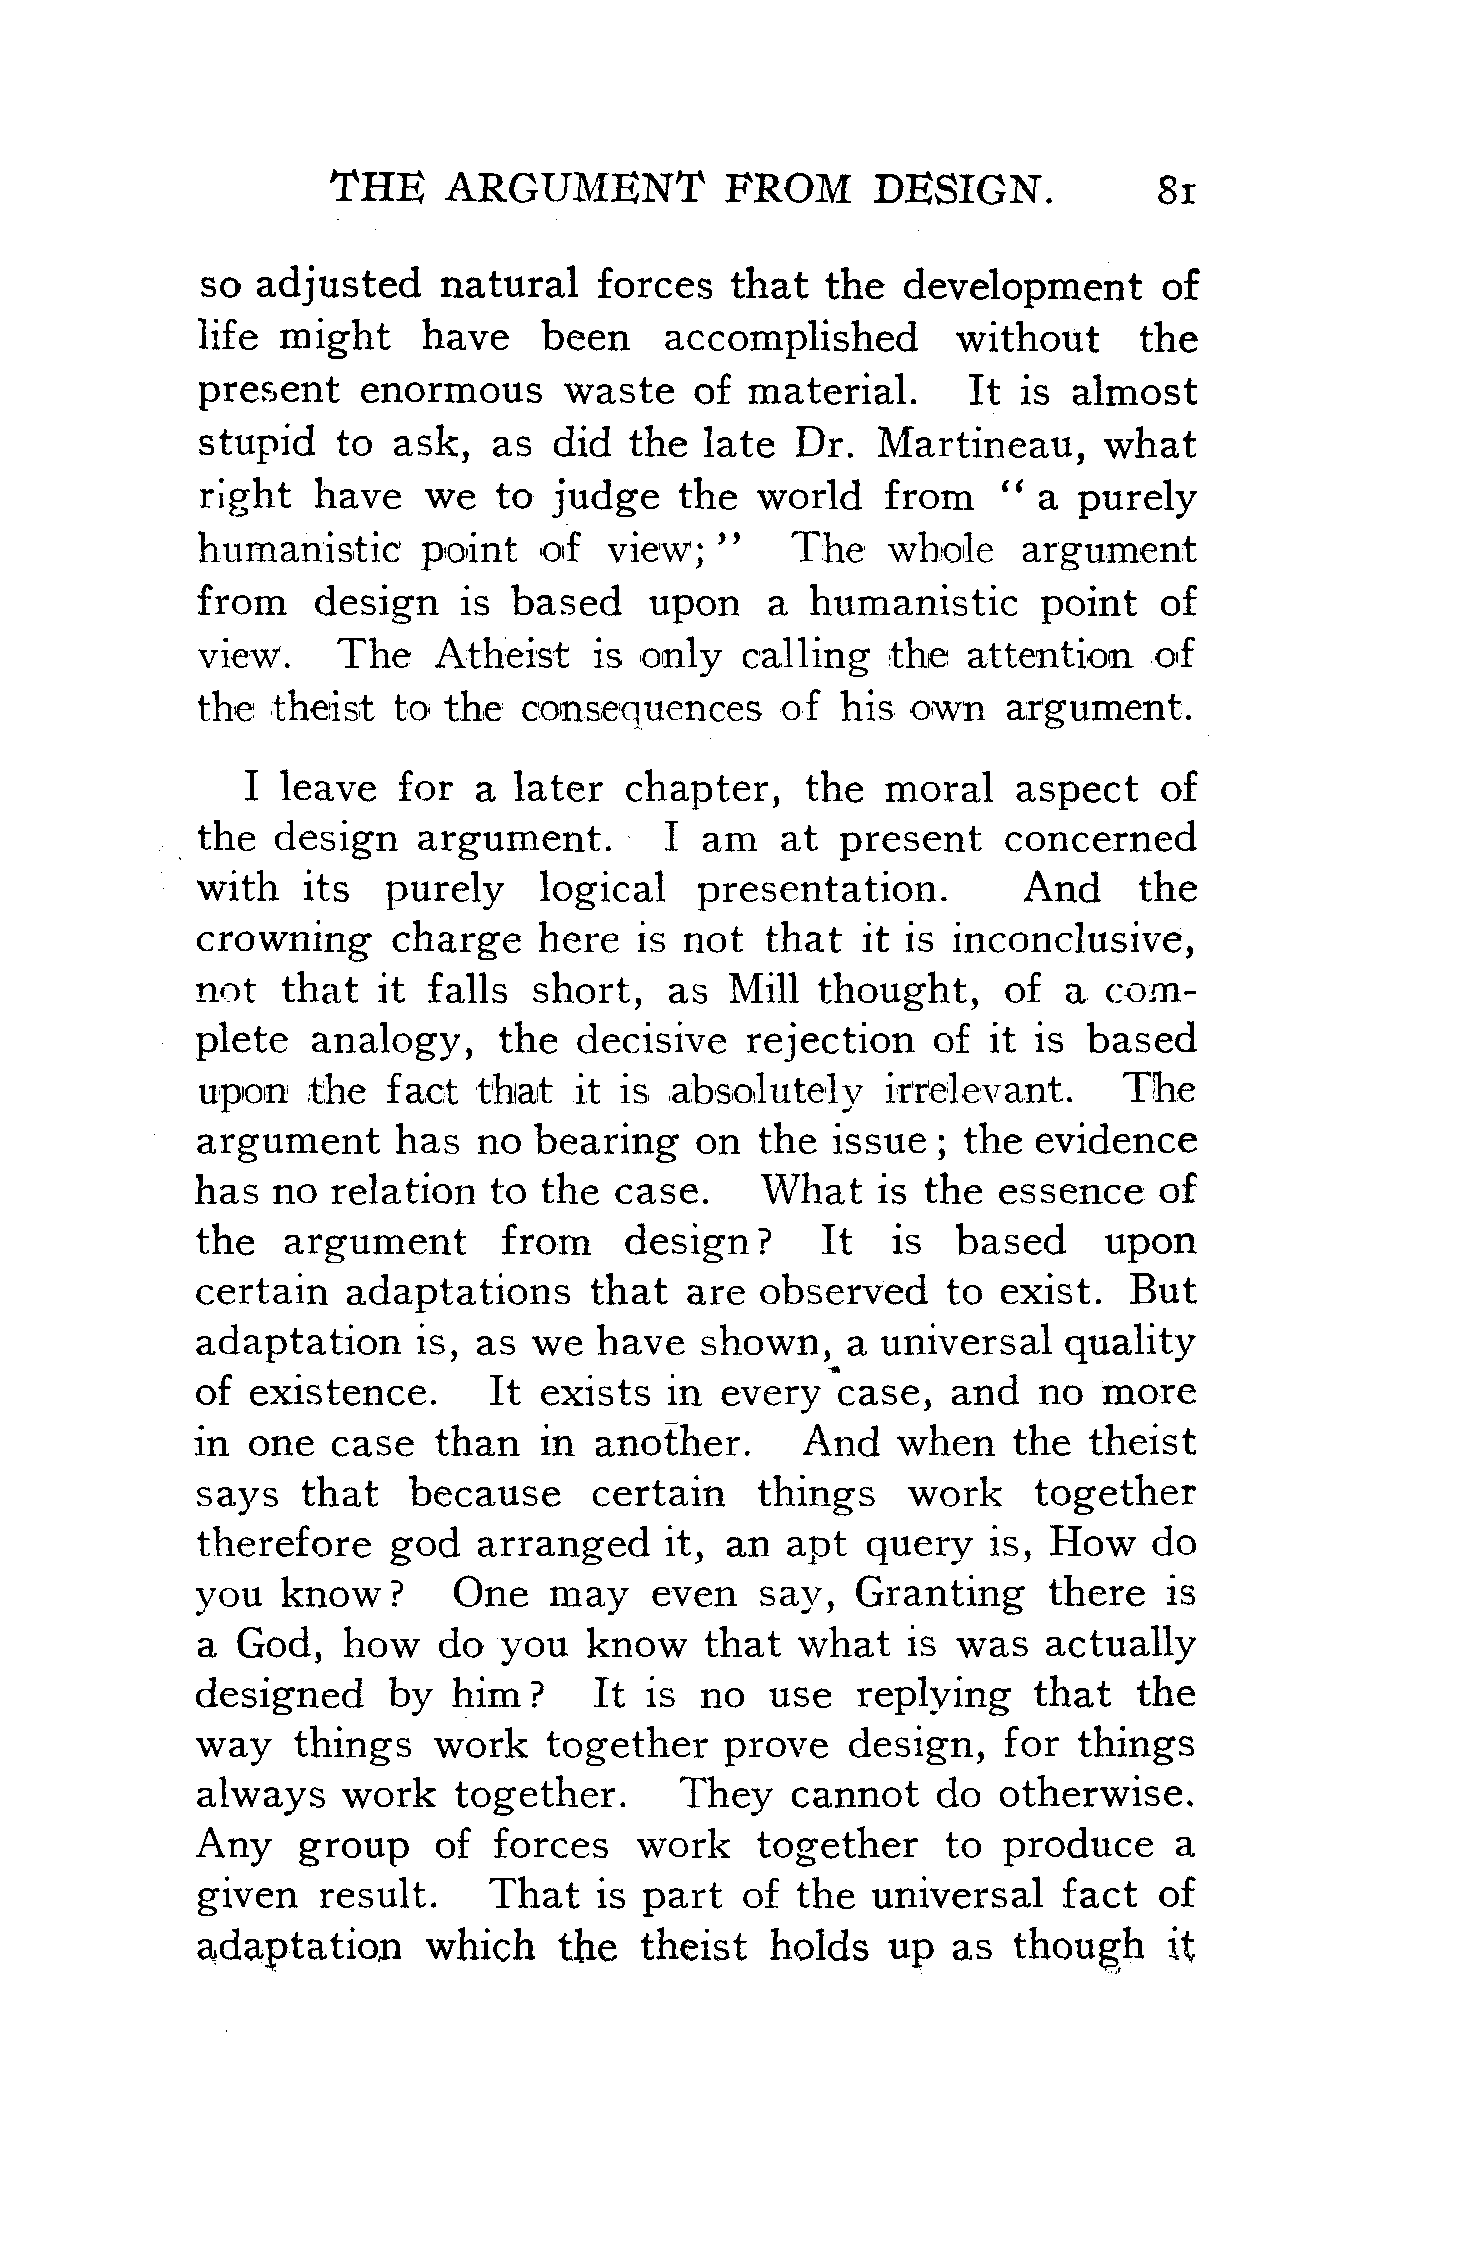 THE ARGUMENT FROM DESIGN. 81
so adjusted natural forces that the development of
life might have been accomplished without the
present enormous waste of material. It is almost
stupid to ask, as did the late Dr. Martineau, what
right have we to judge the world from " a purely
humanistic point of view; " The whole argument
from design is based upon a humanistic point of
view. The Atheist is only calling the attention of
the theist to the consequences of his own argument.
I leave for a later chapter, the moral aspect of
the design argument. I am at present concerned
with its purely logical presentation. And the
crowning charge here is not that it is inconclusive,
not that it falls short, as Mill thought, of a com-
plete analogy, the decisive rejection of it is based
upon the fact that it is absolutely irrelevant. The
argument has no bearing on the issue ; the evidence
has no relation to the case. What is the essence of
the argument from design? It is based upon
certain adaptations that are observed to exist. But
adaptation is, as we have shown, a universal quality
of existence. It exists in every case, and no more
in one case than in another. And when the theist
says that because certain things work together
therefore god arranged it, an apt query is, How do
you know? One may even say, Granting there is
a God, how do you know that what is was actually
designed by him? It is no use replying that the
way things work together prove design, for things
always work together. They cannot do otherwise.
Any group of forces work together to produce a
given result. That is part of the universal fact of
adaptation which the theist holds up as though it